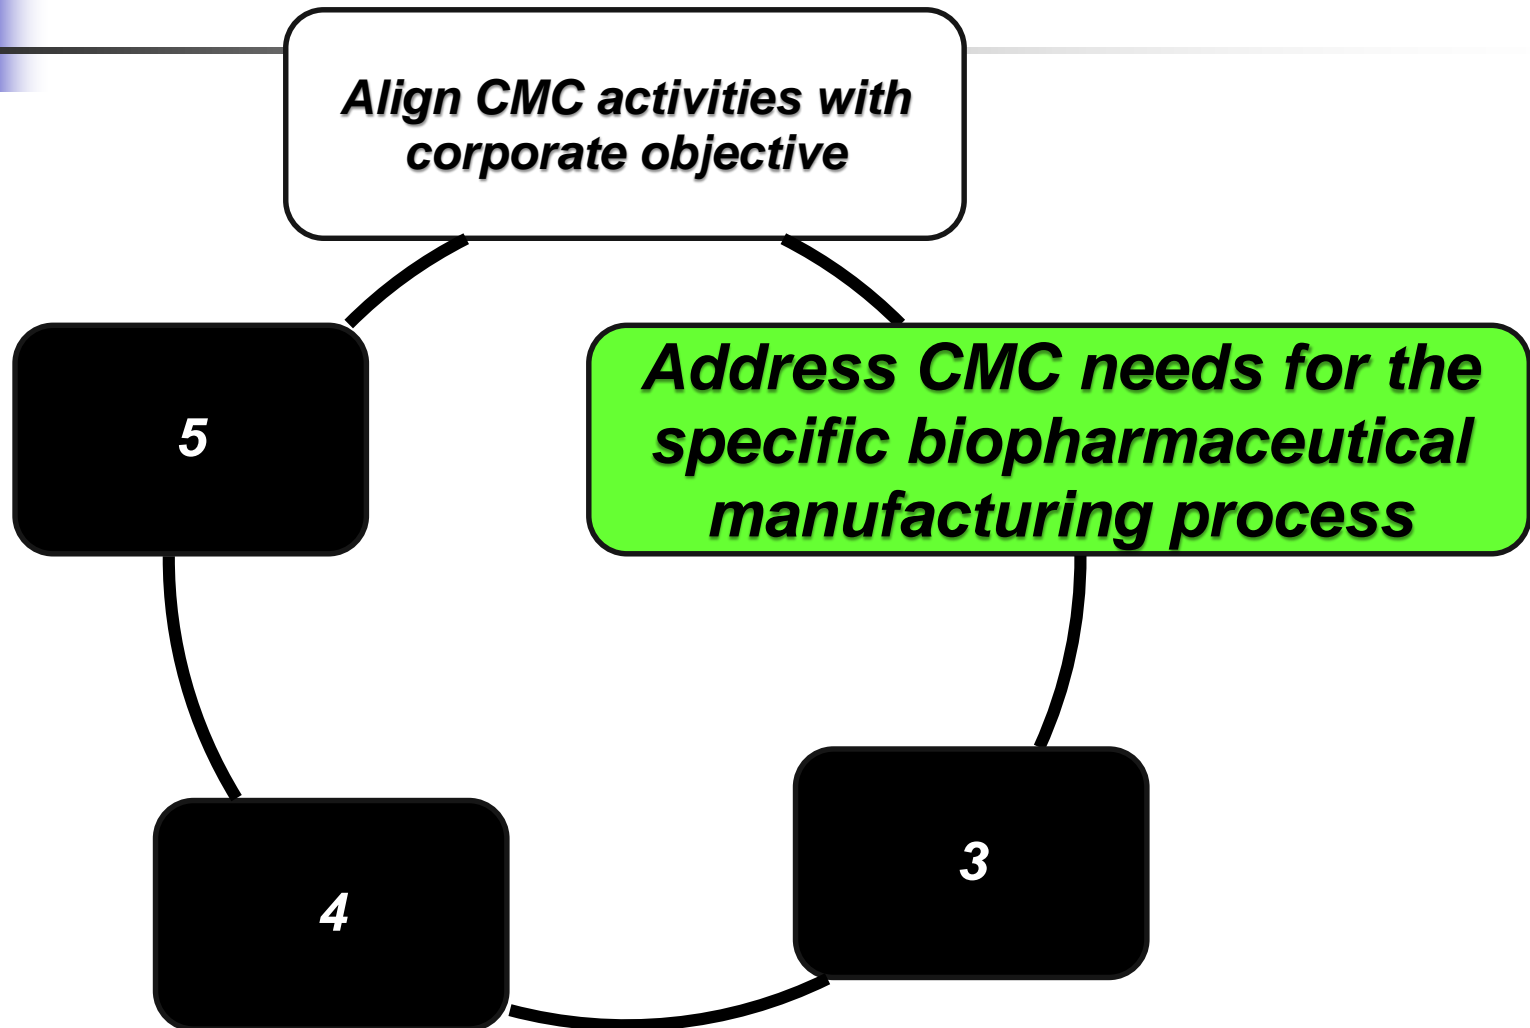 Align CMC activities with
corporate objective
Address CMC needs for the
specific biopharmaceutical
manufacturing process
3
4
5